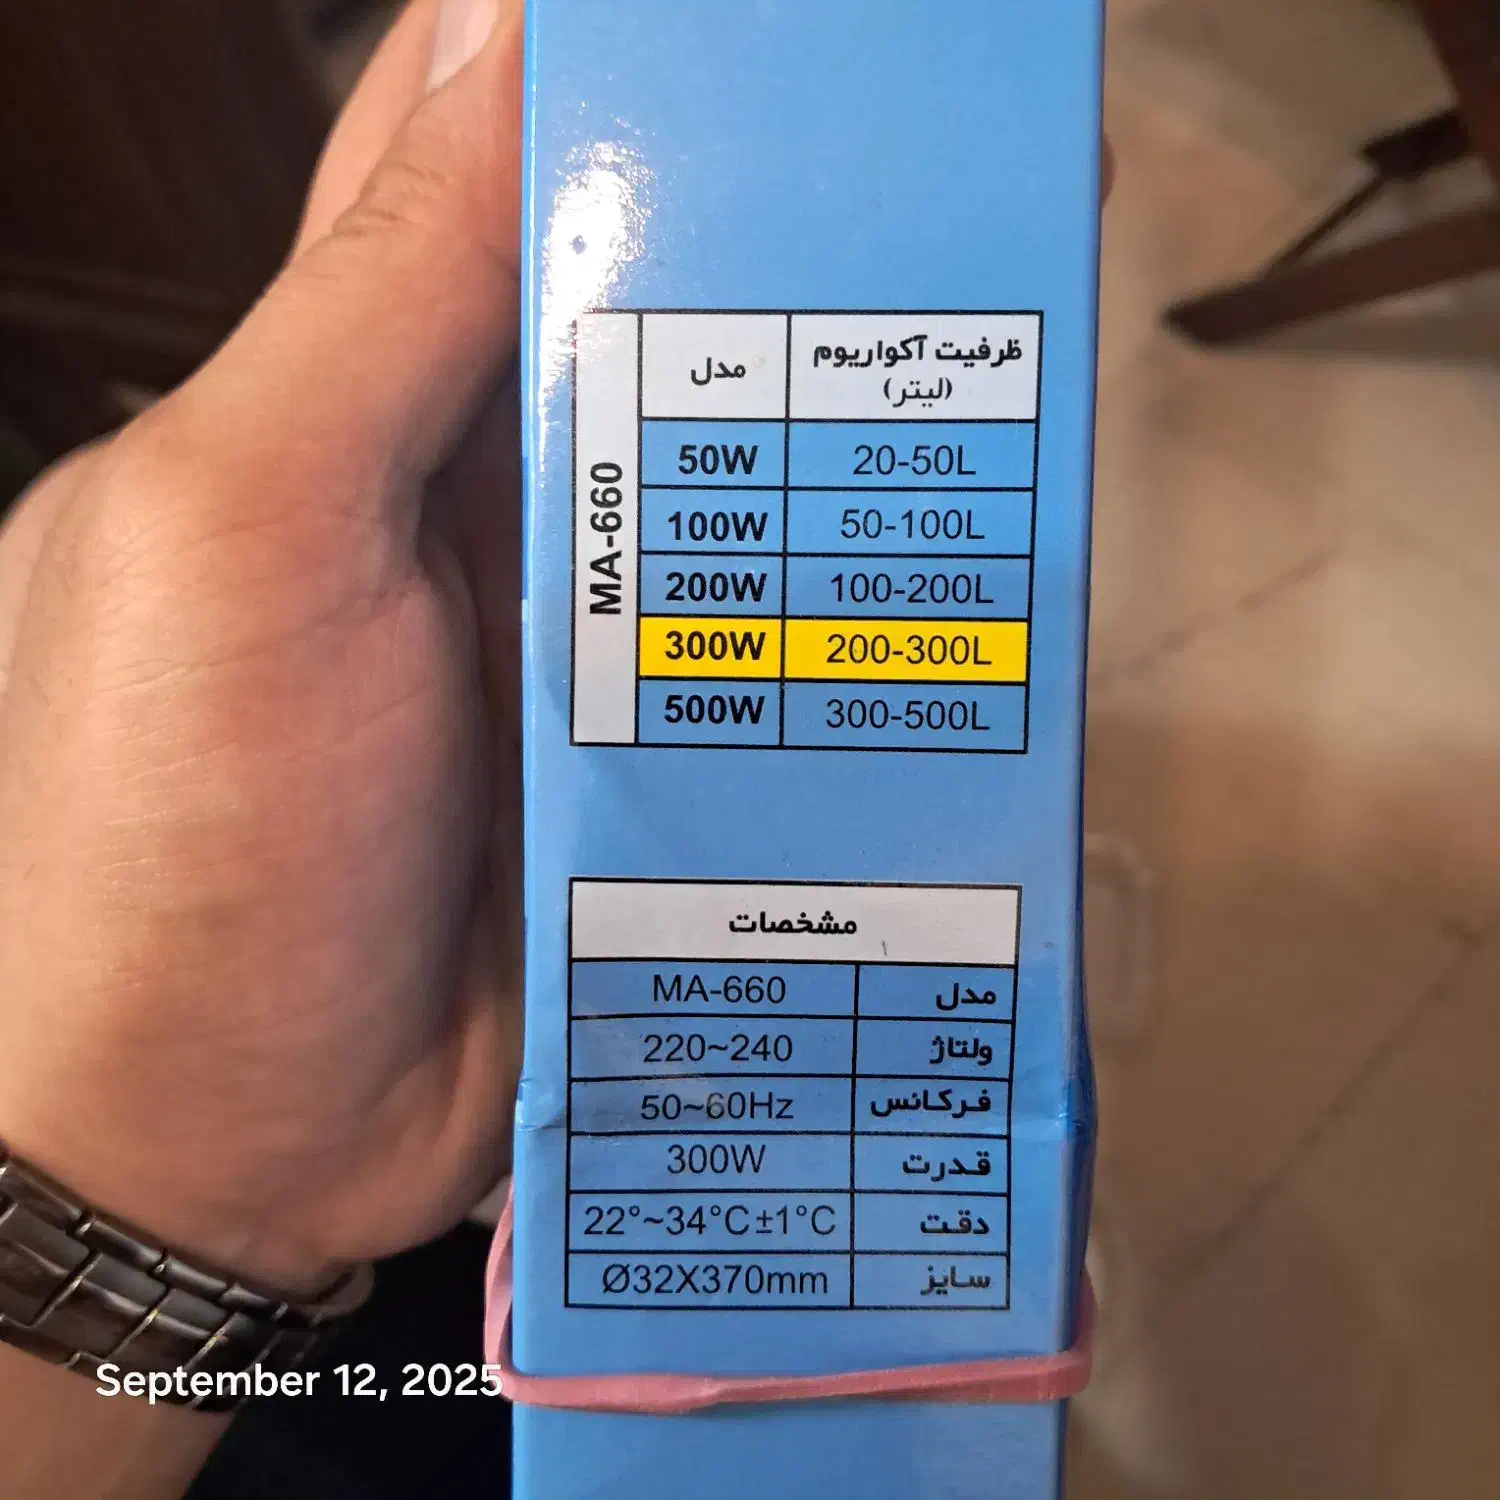 MA-660
ظرفیت آکواریوم
(لیتر)
مدل
50W 20-50L
100W 50-100L
200W 100-200L
300W 200-300L
500W 300-500L
مشخصات
مدل MA-660
ولتاژ 220~240
فرکانس 50~60Hz
قدرت 300W
دقت 22°~34°C±1°C
سایز Ø32X370mm
September 12, 2025